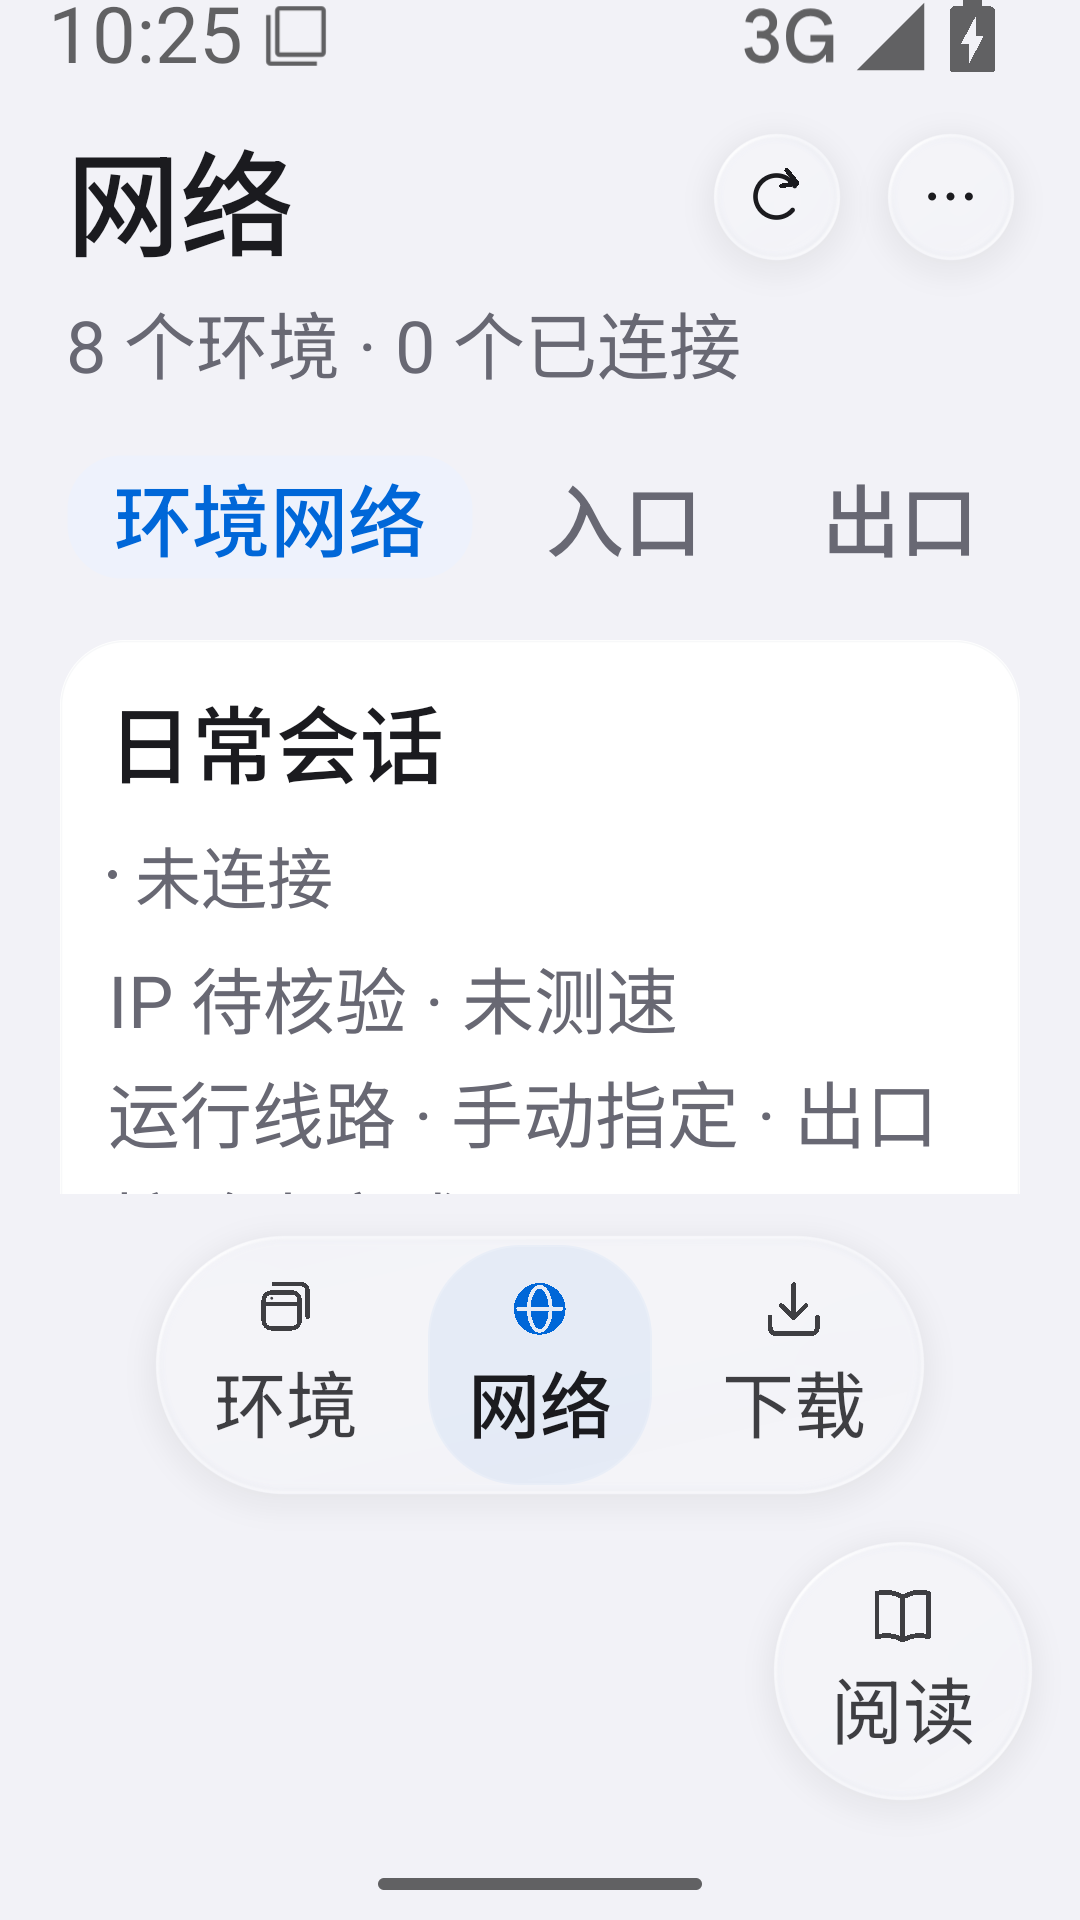 10:25 3G
网络
8 个环境 · 0 个已连接
环境网络 入口 出口
日常会话
· 未连接
IP 待核验 · 未测速
运行线路 · 手动指定 · 出口
环境 网络 下载
阅读